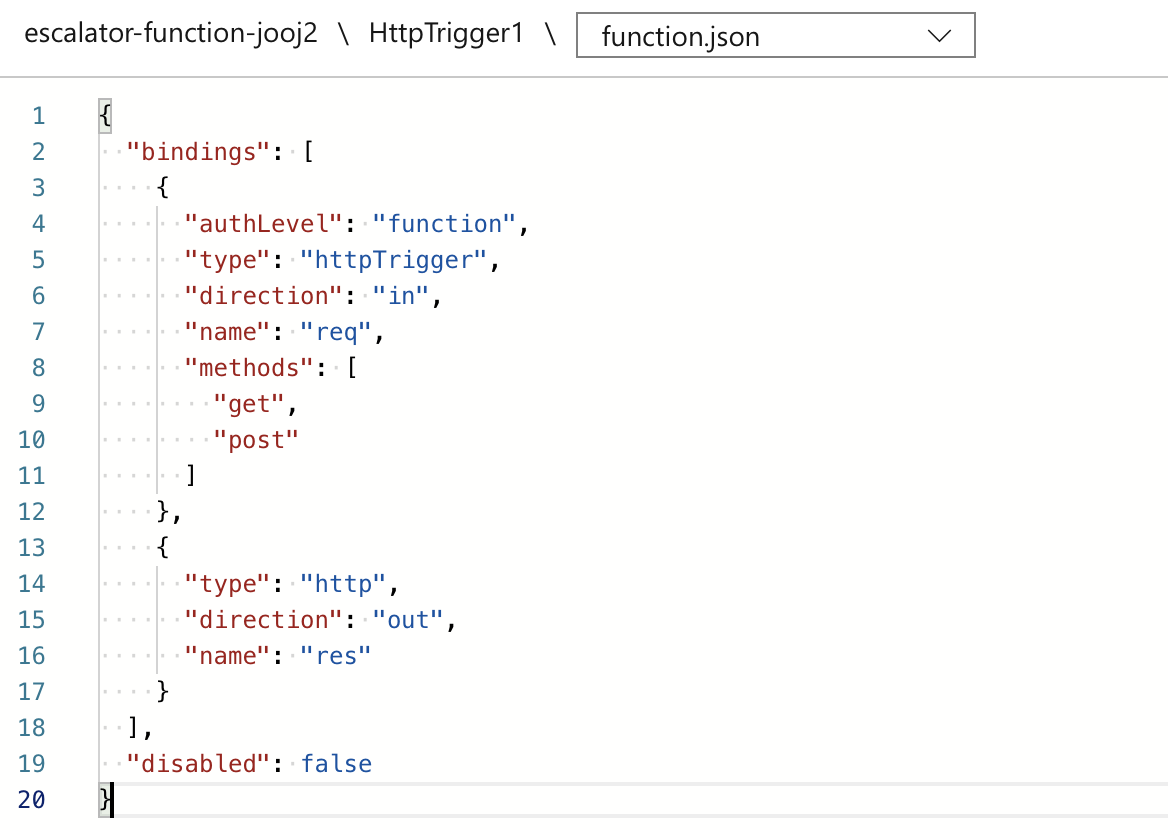 escalator-function-jooj2 \ HttpTrigger1 \ function.json
1 {
2   "bindings": [
3     {
4       "authLevel": "function",
5       "type": "httpTrigger",
6       "direction": "in",
7       "name": "req",
8       "methods": [
9         "get",
10         "post"
11       ]
12     },
13     {
14       "type": "http",
15       "direction": "out",
16       "name": "res"
17     }
18   ],
19   "disabled": false
20 }